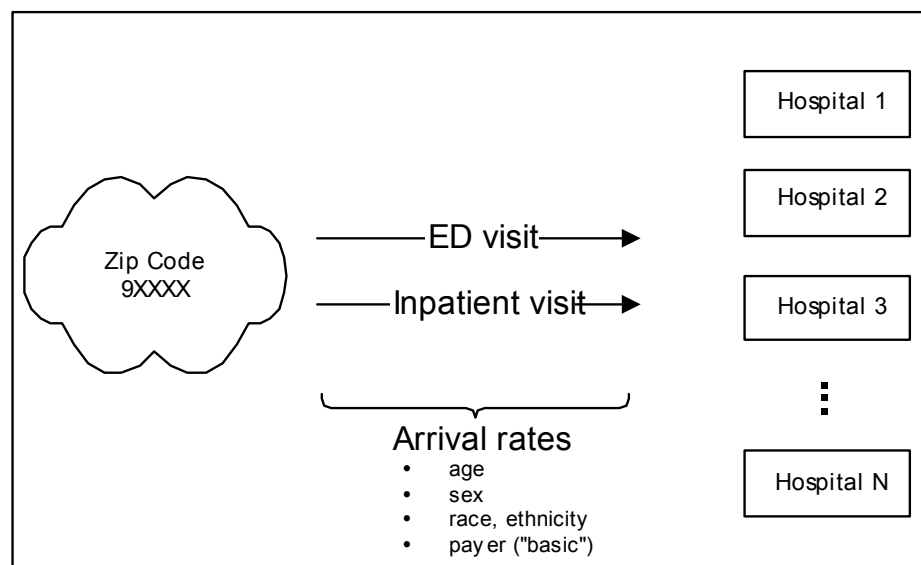 Hospital 1
Hospital 2
ED visit
Zip Code
9XXXX
Inpatient visit
Hospital 3
Arrival rates
• age
• sex
• race, ethnicity
• payer ("basic")
Hospital N